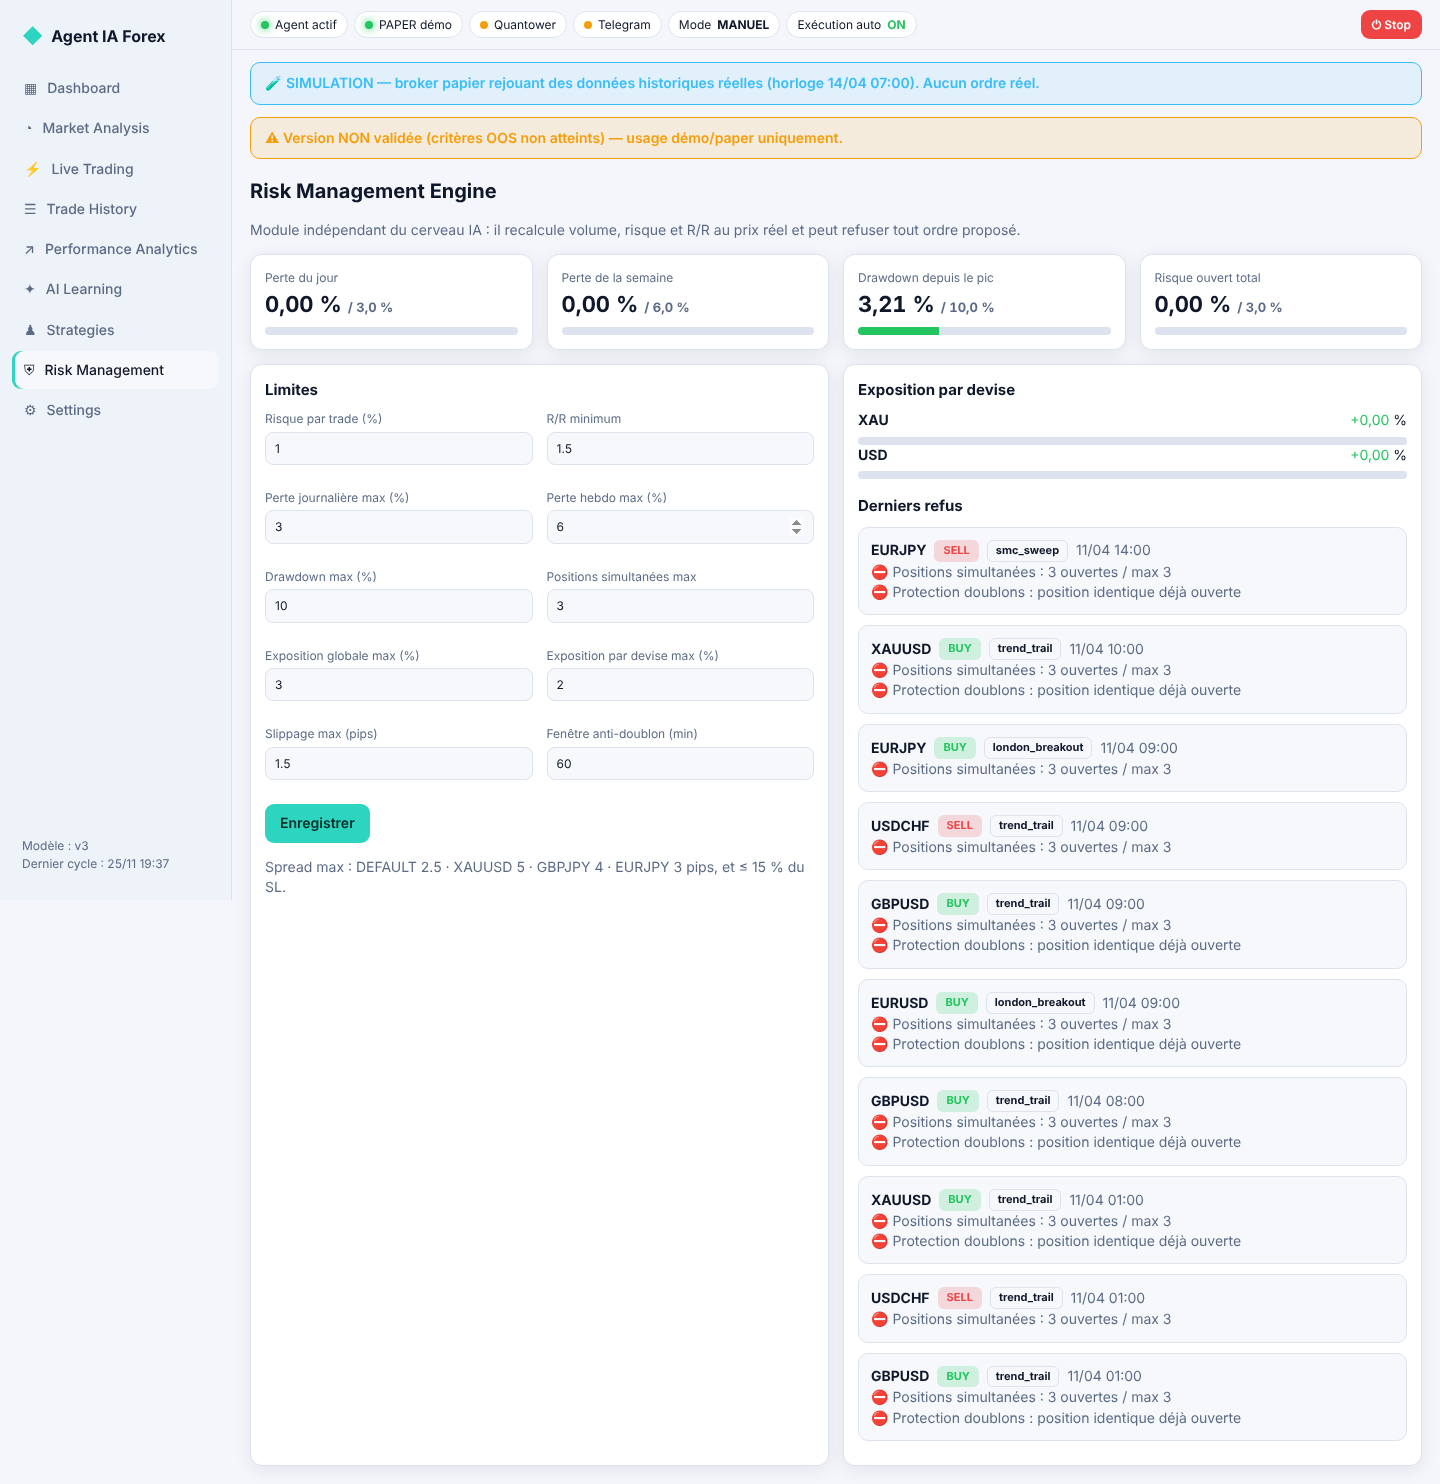 Agent IA Forex
Dashboard
Market Analysis
Live Trading
Trade History
Performance Analytics
AI Learning
Strategies
Risk Management
Settings
Modèle : v3
Dernier cycle : 25/11 19:37
Agent actif
PAPER démo
Quantower
Telegram
Mode MANUEL
Exécution auto ON
Stop
SIMULATION — broker papier rejouant des données historiques réelles (horloge 14/04 07:00). Aucun ordre réel.
Version NON validée (critères OOS non atteints) — usage démo/paper uniquement.
Risk Management Engine
Module indépendant du cerveau IA : il recalcule volume, risque et R/R au prix réel et peut refuser tout ordre proposé.
Perte du jour
0,00 % / 3,0 %
Perte de la semaine
0,00 % / 6,0 %
Drawdown depuis le pic
3,21 % / 10,0 %
Risque ouvert total
0,00 % / 3,0 %
Limites
Risque par trade (%)
1
R/R minimum
1.5
Perte journalière max (%)
3
Perte hebdo max (%)
6
Drawdown max (%)
10
Positions simultanées max
3
Exposition globale max (%)
3
Exposition par devise max (%)
2
Slippage max (pips)
1.5
Fenêtre anti-doublon (min)
60
Enregistrer
Spread max : DEFAULT 2.5 · XAUUSD 5 · GBPJPY 4 · EURJPY 3 pips, et ≤ 15 % du
SL.
Exposition par devise
XAU +0,00 %
USD +0,00 %
Derniers refus
EURJPY SELL smc_sweep 11/04 14:00
Positions simultanées : 3 ouvertes / max 3
Protection doublons : position identique déjà ouverte
XAUUSD BUY trend_trail 11/04 10:00
Positions simultanées : 3 ouvertes / max 3
Protection doublons : position identique déjà ouverte
EURJPY BUY london_breakout 11/04 09:00
Positions simultanées : 3 ouvertes / max 3
USDCHF SELL trend_trail 11/04 09:00
Positions simultanées : 3 ouvertes / max 3
GBPUSD BUY trend_trail 11/04 09:00
Positions simultanées : 3 ouvertes / max 3
Protection doublons : position identique déjà ouverte
EURUSD BUY london_breakout 11/04 09:00
Positions simultanées : 3 ouvertes / max 3
Protection doublons : position identique déjà ouverte
GBPUSD BUY trend_trail 11/04 08:00
Positions simultanées : 3 ouvertes / max 3
Protection doublons : position identique déjà ouverte
XAUUSD BUY trend_trail 11/04 01:00
Positions simultanées : 3 ouvertes / max 3
Protection doublons : position identique déjà ouverte
USDCHF SELL trend_trail 11/04 01:00
Positions simultanées : 3 ouvertes / max 3
GBPUSD BUY trend_trail 11/04 01:00
Positions simultanées : 3 ouvertes / max 3
Protection doublons : position identique déjà ouverte